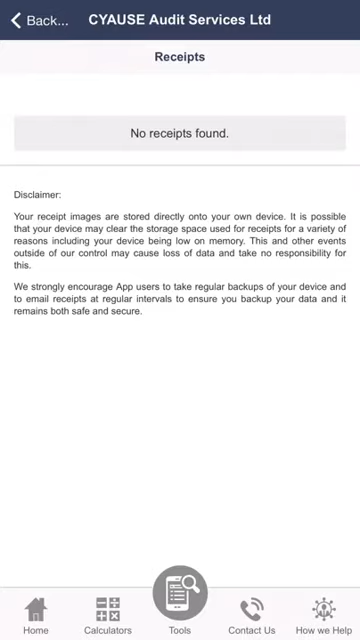 Back...
CYAUSE Audit Services Ltd
Receipts
No receipts found.
Disclaimer:
Your receipt images are stored directly onto your own device. It is possible
that your device may clear the storage space used for receipts for a variety of
reasons including your device being low on memory. This and other events
outside of our control may cause loss of data and take no responsibility for
this.
We strongly encourage App users to take regular backups of your device and
to email receipts at regular intervals to ensure you backup your data and it
remains both safe and secure.
Home
Calculators
Tools
Contact Us
How we Help